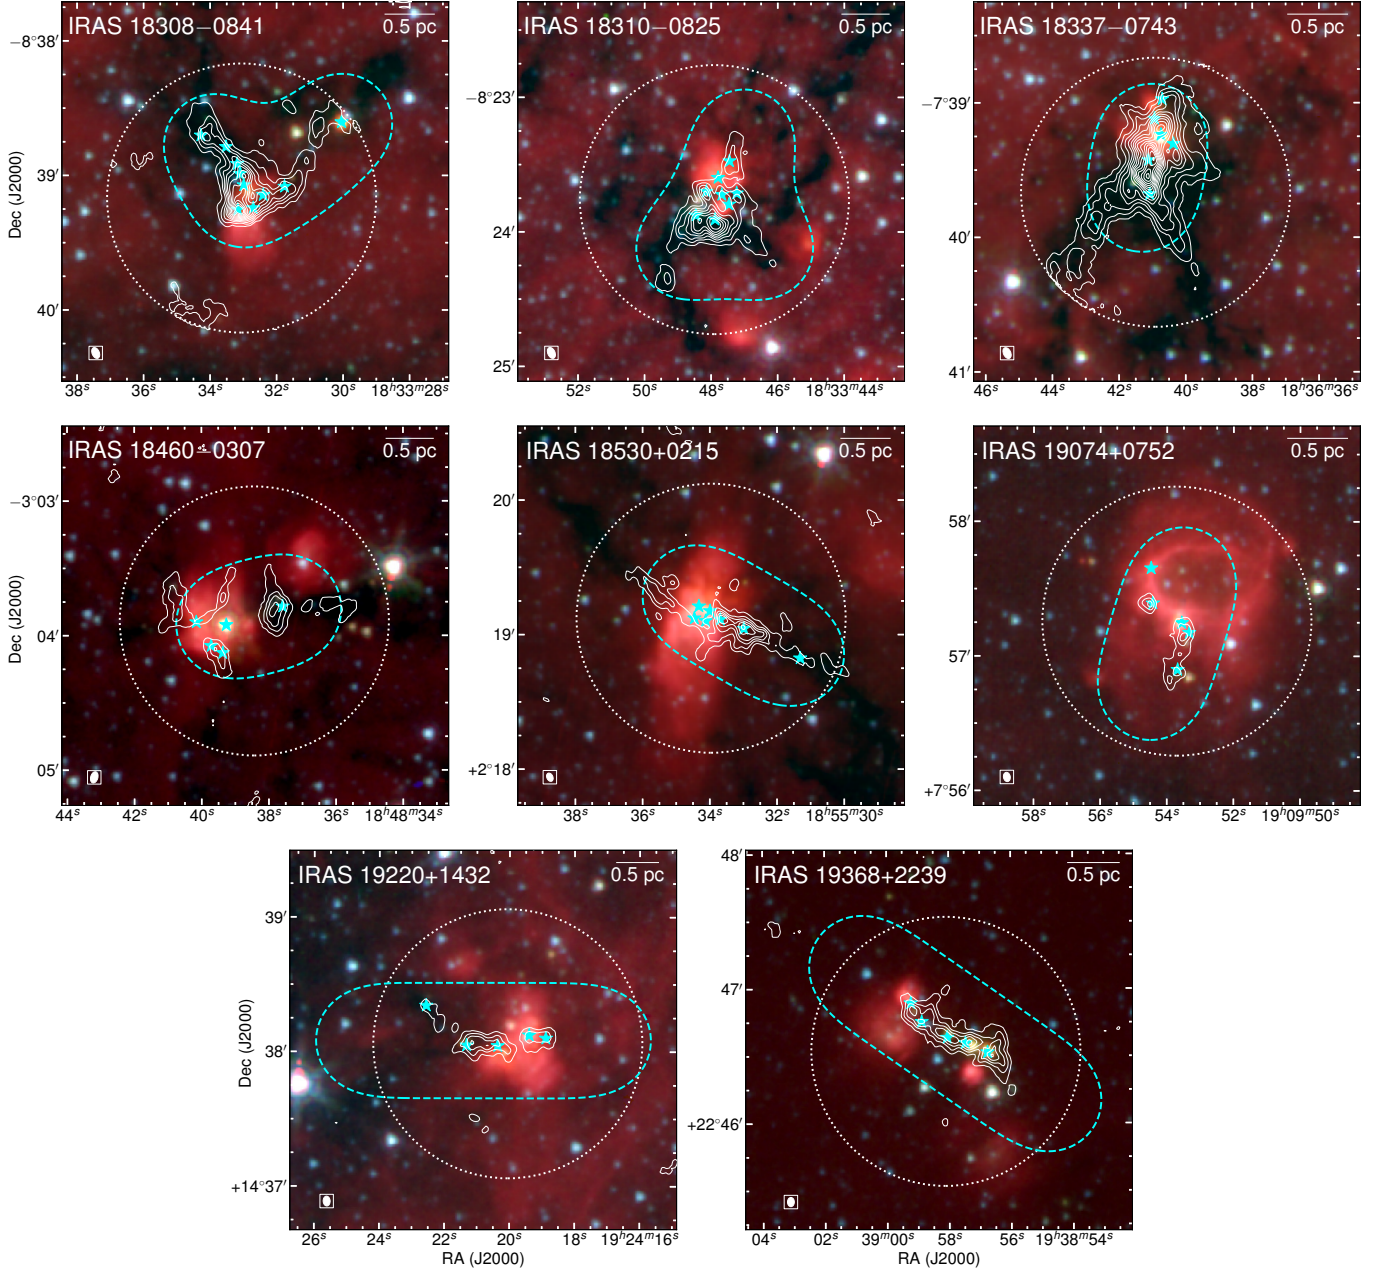 IRAS 18308−0841
0.5 pc
−8°38′
39′
40′
Dec (J2000)
38ˢ 36ˢ 34ˢ 32ˢ 30ˢ 18ʰ33ᵐ28ˢ
IRAS 18310−0825
0.5 pc
−8°23′
24′
25′
52ˢ 50ˢ 48ˢ 46ˢ 18ʰ33ᵐ44ˢ
IRAS 18337−0743
0.5 pc
−7°39′
40′
41′
46ˢ 44ˢ 42ˢ 40ˢ 18ʰ36ᵐ36ˢ
IRAS 18460−0307
0.5 pc
−3°03′
04′
05′
Dec (J2000)
44ˢ 42ˢ 40ˢ 38ˢ 36ˢ 18ʰ48ᵐ34ˢ
IRAS 18530+0215
0.5 pc
20′
19′
+2°18′
38ˢ 36ˢ 34ˢ 32ˢ 18ʰ55ᵐ30ˢ
IRAS 19074+0752
0.5 pc
58′
57′
+7°56′
58ˢ 56ˢ 54ˢ 52ˢ 19ʰ09ᵐ50ˢ
IRAS 19220+1432
0.5 pc
39′
38′
+14°37′
Dec (J2000)
26ˢ 24ˢ 22ˢ 20ˢ 18ˢ 19ʰ24ᵐ16ˢ
RA (J2000)
IRAS 19368+2239
0.5 pc
48′
47′
+22°46′
Dec (J2000)
04ˢ 02ˢ 39ᵐ00ˢ 58ˢ 56ˢ 19ʰ38ᵐ54ˢ
RA (J2000)